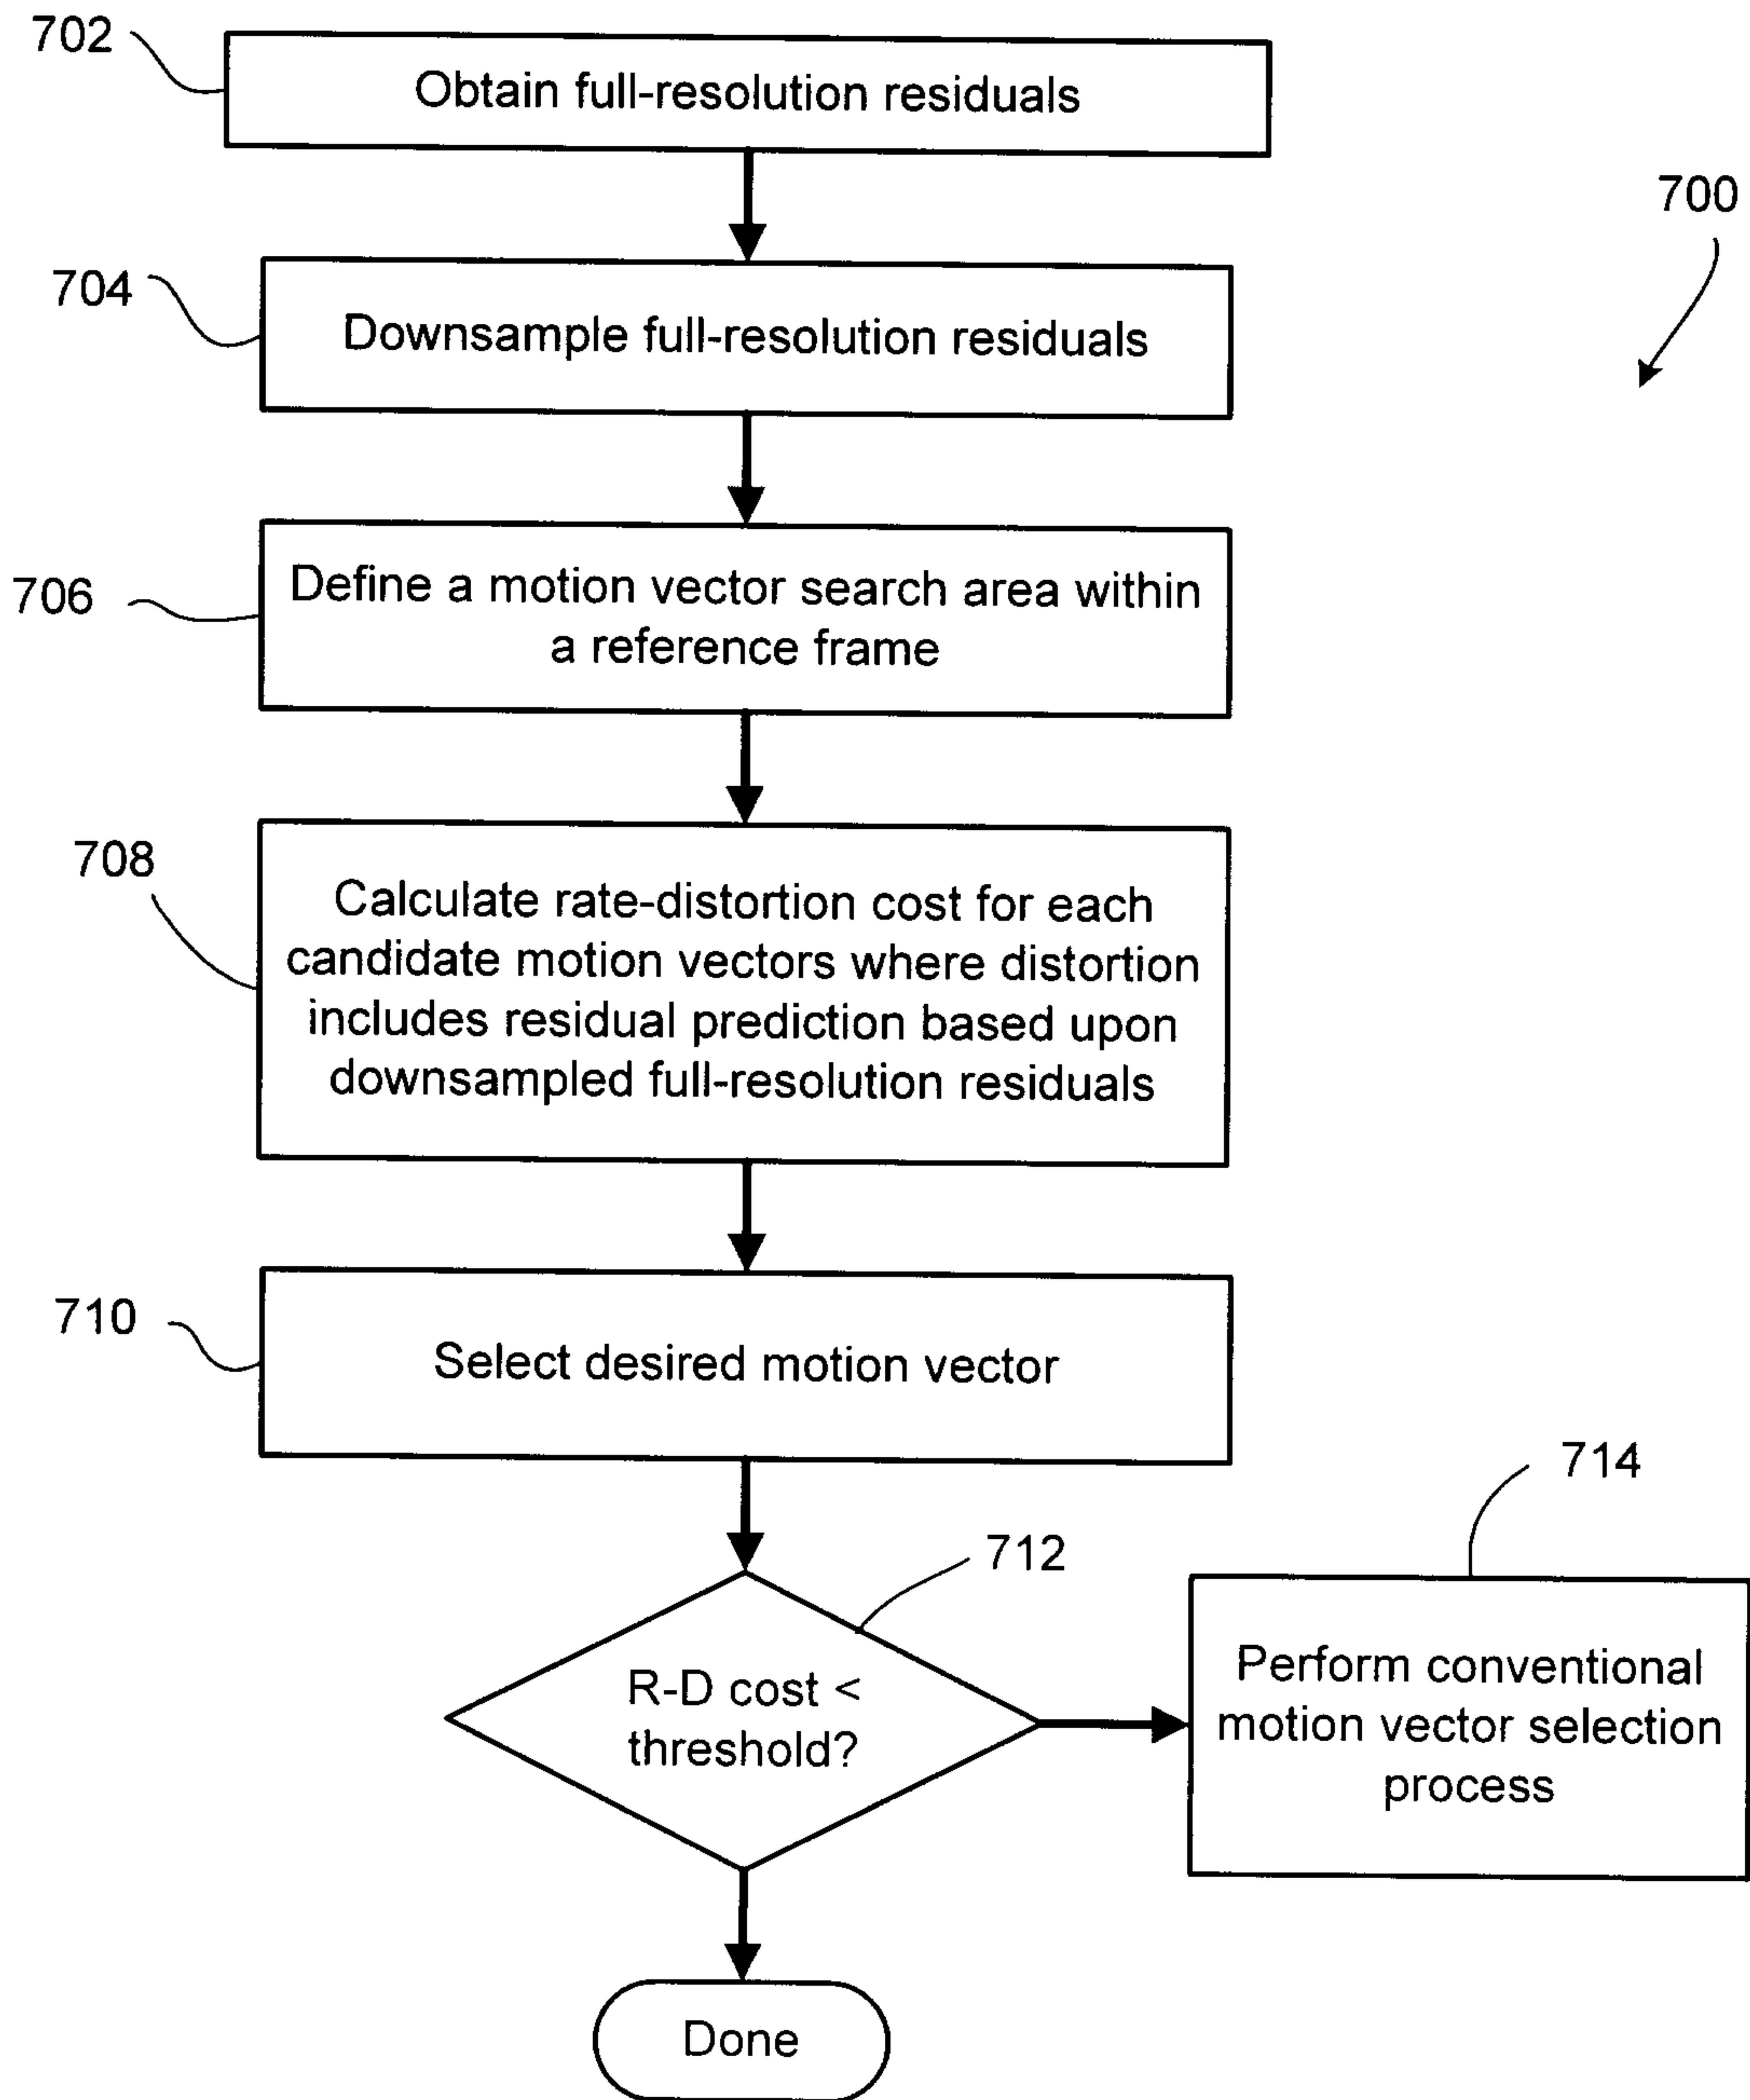 702
Obtain full-resolution residuals
700
704
Downsample full-resolution residuals
706
Define a motion vector search area within
a reference frame
708
Calculate rate-distortion cost for each
candidate motion vectors where distortion
includes residual prediction based upon
downsampled full-resolution residuals
710
Select desired motion vector
714
712
R-D cost <
threshold?
Perform conventional
motion vector selection
process
Done